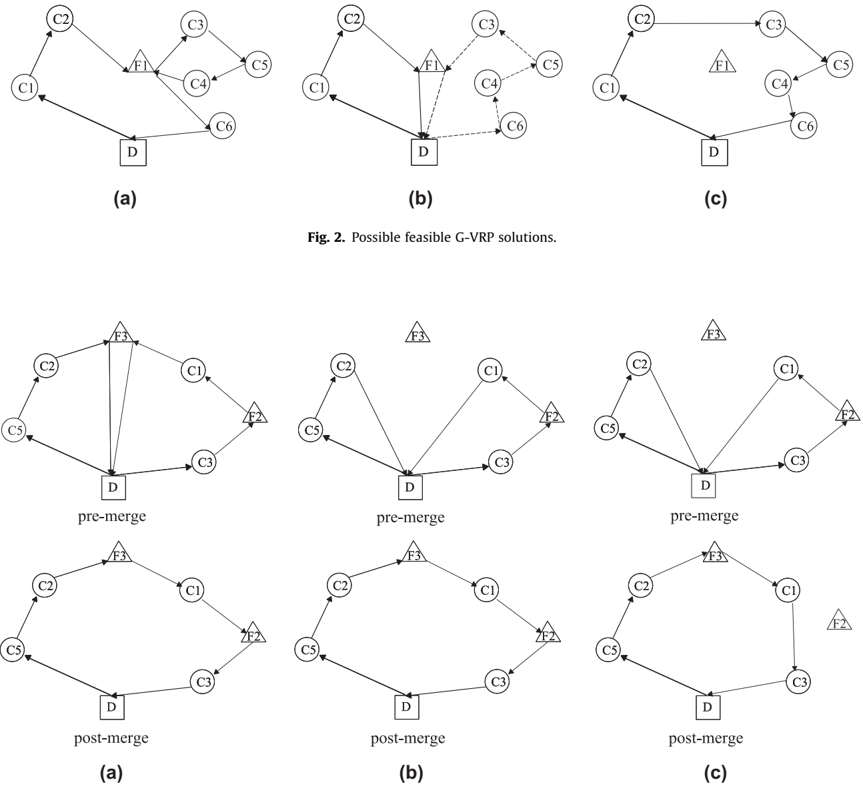 C2 C3 F1 C5 C4 C1 C6 D
C2 C3 F1 C5 C4 C1 C6 D
C2 C3 F1 C5 C4 C1 C6 D
(a) (b) (c)
Fig. 2. Possible feasible G-VRP solutions.
F3 C2 C1 F2 C5 C3 D
F3 C2 C1 F2 C5 C3 D
F3 C2 C1 F2 C5 C3 D
pre-merge pre-merge pre-merge
F3 C2 C1 F2 C5 C3 D
F3 C2 C1 F2 C5 C3 D
F3 C2 C1 F2 C5 C3 D
post-merge post-merge post-merge
(a) (b) (c)